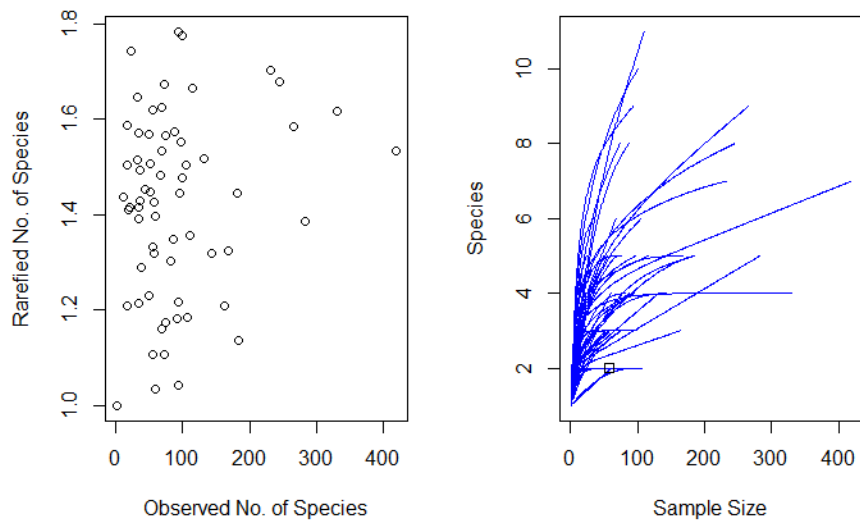 Rarefied No. of Species
1.0 1.2 1.4 1.6 1.8
0 100 200 300 400
Observed No. of Species
Species
2 4 6 8 10
0 100 200 300 400
Sample Size